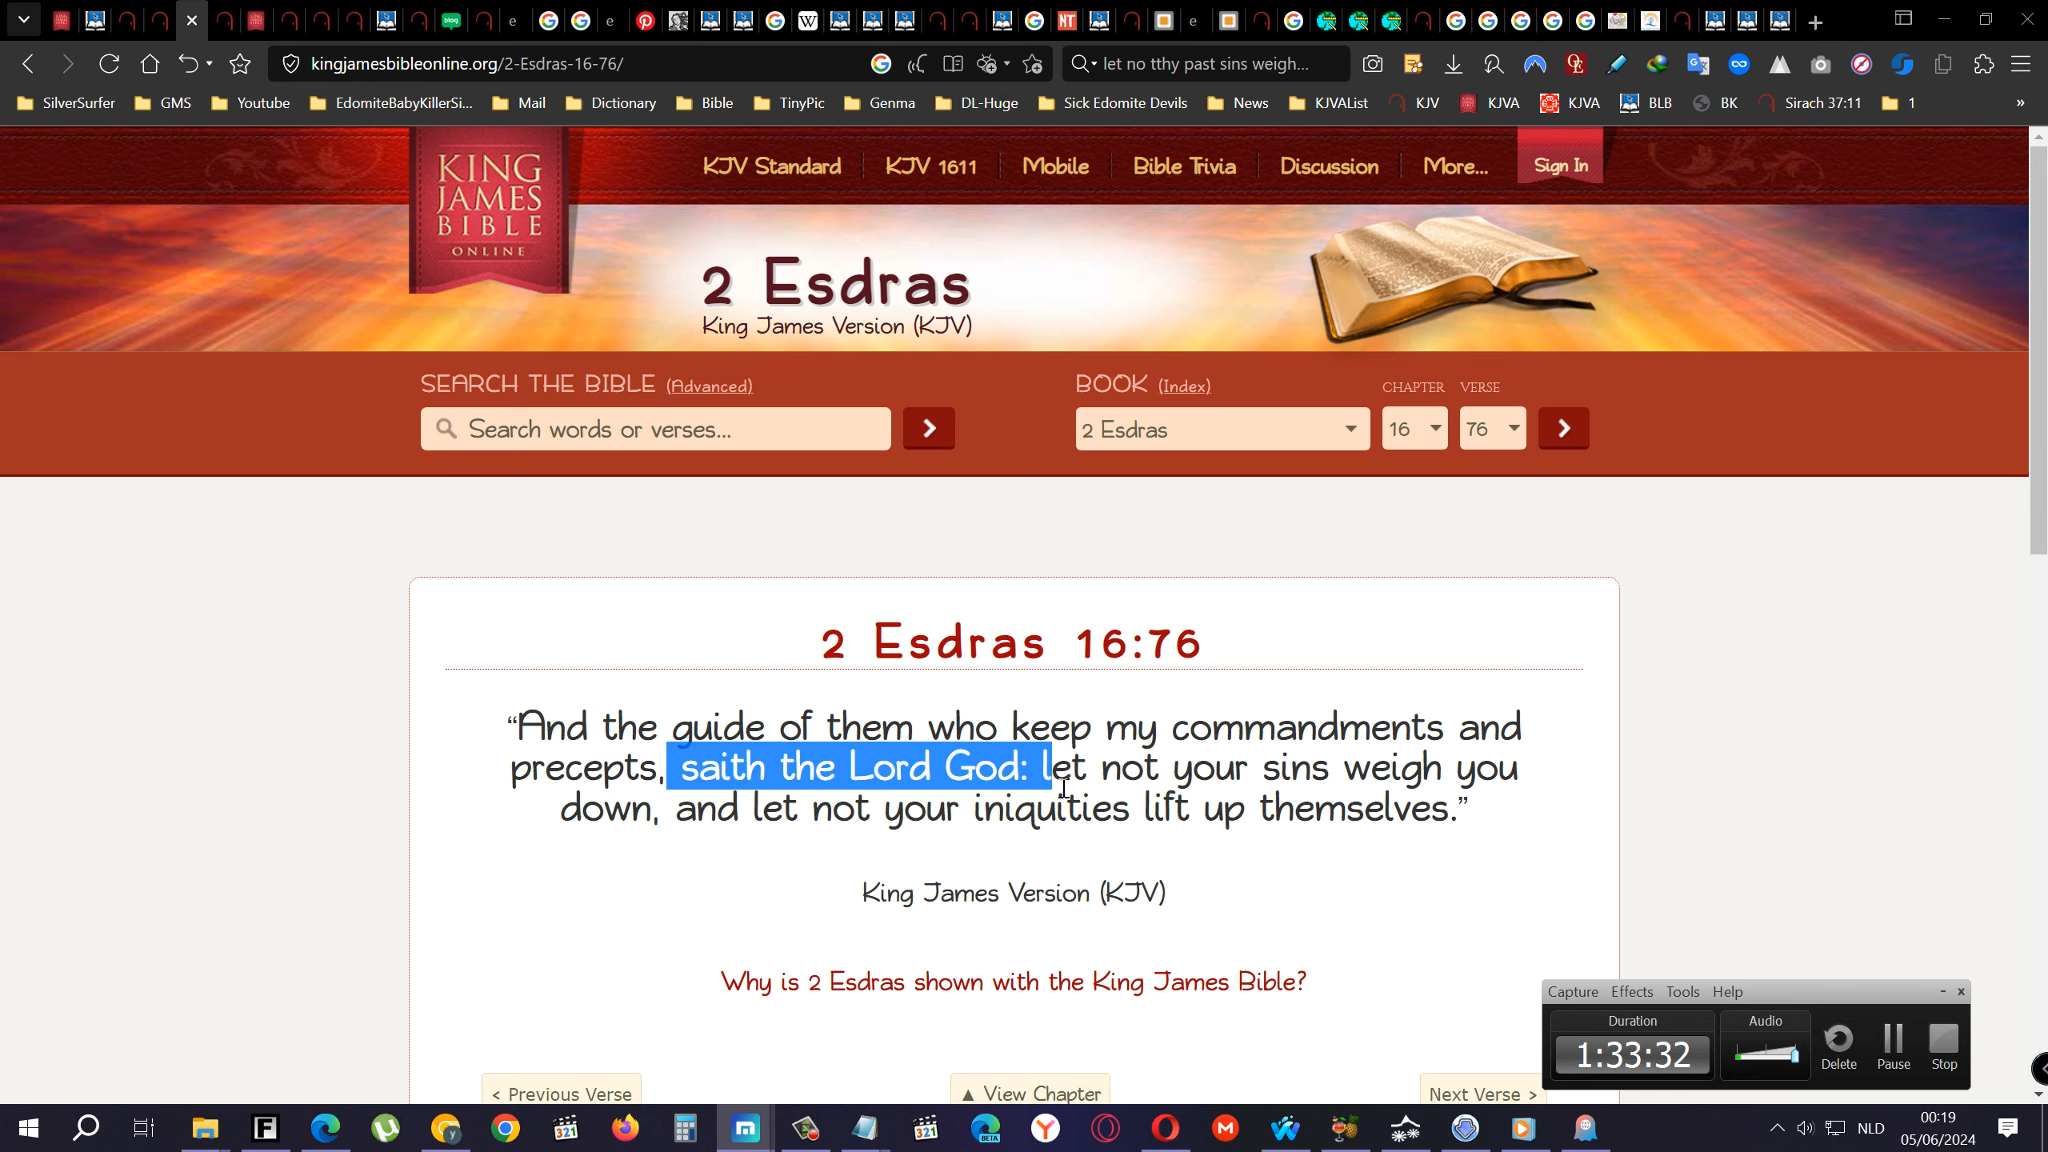 kingjamesbibleonline.org/2-Esdras-16-76/
let no tthy past sins weigh...
SilverSurfer GMS Youtube EdomiteBabyKillerSi... Mail Dictionary Bible TinyPic Genma DL-Huge Sick Edomite Devils News KJVAList KJV KJVA KJVA BLB BK Sirach 37:11 1 »
KING
JAMES
BIBLE
ONLINE
KJV Standard KJV 1611 Mobile Bible Trivia Discussion More... Sign In
2 Esdras
King James Version (KJV)
SEARCH THE BIBLE (Advanced)
Search words or verses...
BOOK (Index) CHAPTER VERSE
2 Esdras 16 76
2 Esdras 16:76
“And the guide of them who keep my commandments and
precepts, saith the Lord God: let not your sins weigh you
down, and let not your iniquities lift up themselves.”
King James Version (KJV)
Why is 2 Esdras shown with the King James Bible?
< Previous Verse ▲ View Chapter Next Verse >
Capture Effects Tools Help - x
Duration Audio
1:33:32
Delete Pause Stop
NLD
00:19
05/06/2024